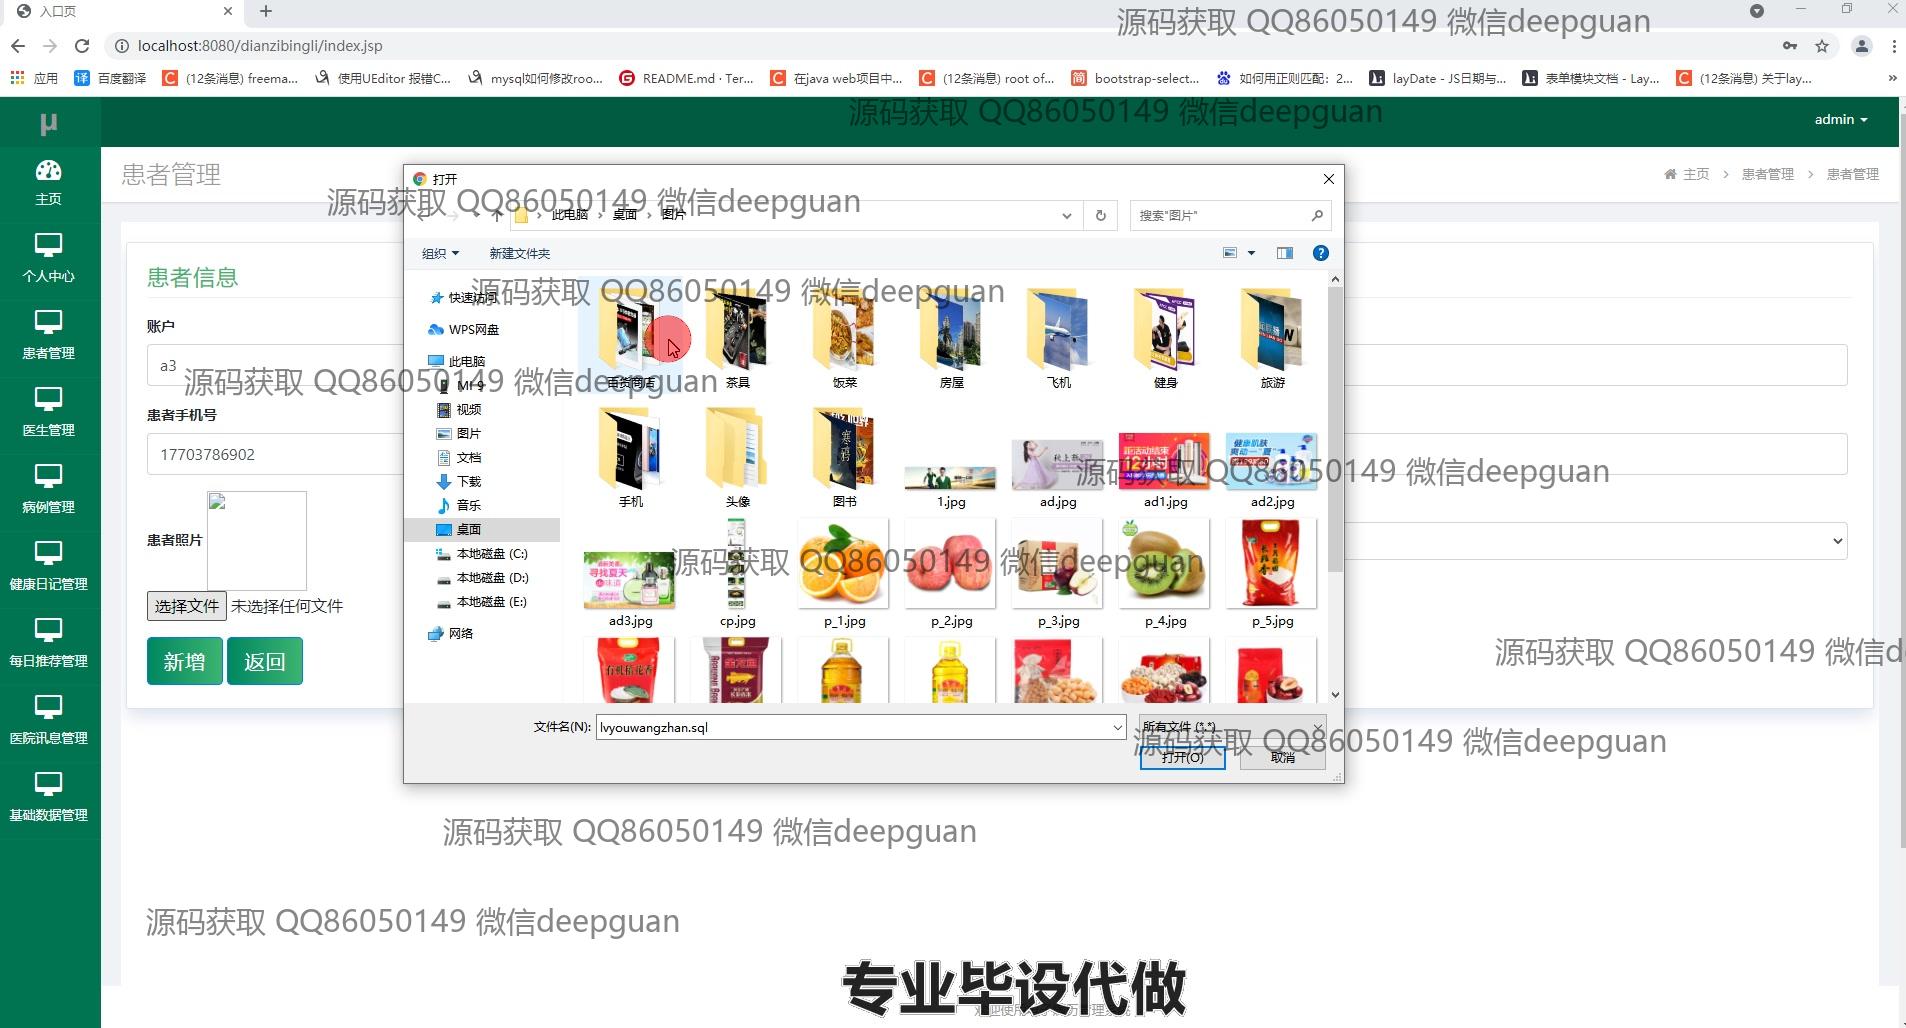 入口页
源码获取 QQ86050149 微信deepguan
localhost:8080/dianzibingli/index.jsp
应用
百度翻译
(12条消息) freema...
使用UEditor 报错C...
mysql如何修改roo...
README.md · Ter...
在java web项目中...
(12条消息) root of...
bootstrap-select...
如何用正则匹配：2...
layDate - JS日期与...
表单模块文档 - Lay...
(12条消息) 关于lay...
»
μ
源码获取 QQ86050149 微信deepguan
admin
患者管理
主页 > 患者管理 > 患者管理
主页
个人中心
患者管理
医生管理
病例管理
健康日记管理
每日推荐管理
医院讯息管理
基础数据管理
患者信息
账户
a3
患者手机号
17703786902
患者照片
选择文件 未选择任何文件
新增 返回
打开
源码获取 QQ86050149 微信deepguan
此电脑 › 桌面 › 图片
搜索"图片"
组织 新建文件夹
源码获取 QQ86050149 微信deepguan
快速访问
WPS网盘
此电脑
MI 9
视频
图片
文档
下载
音乐
桌面
本地磁盘 (C:)
本地磁盘 (D:)
本地磁盘 (E:)
网络
百货商店 茶具 饭菜 房屋 飞机 健身 旅游
源码获取 QQ86050149 微信deepguan
手机 头像 图书 1.jpg ad.jpg ad1.jpg ad2.jpg
源码获取 QQ86050149 微信deepguan
源码获取 QQ86050149 微信deepguan
ad3.jpg cp.jpg p_1.jpg p_2.jpg p_3.jpg p_4.jpg p_5.jpg
源码获取 QQ86050149 微信d
文件名(N): lvyouwangzhan.sql 所有文件 (*.*)
源码获取 QQ86050149 微信deepguan
打开(O) 取消
源码获取 QQ86050149 微信deepguan
源码获取 QQ86050149 微信deepguan
专业毕设代做